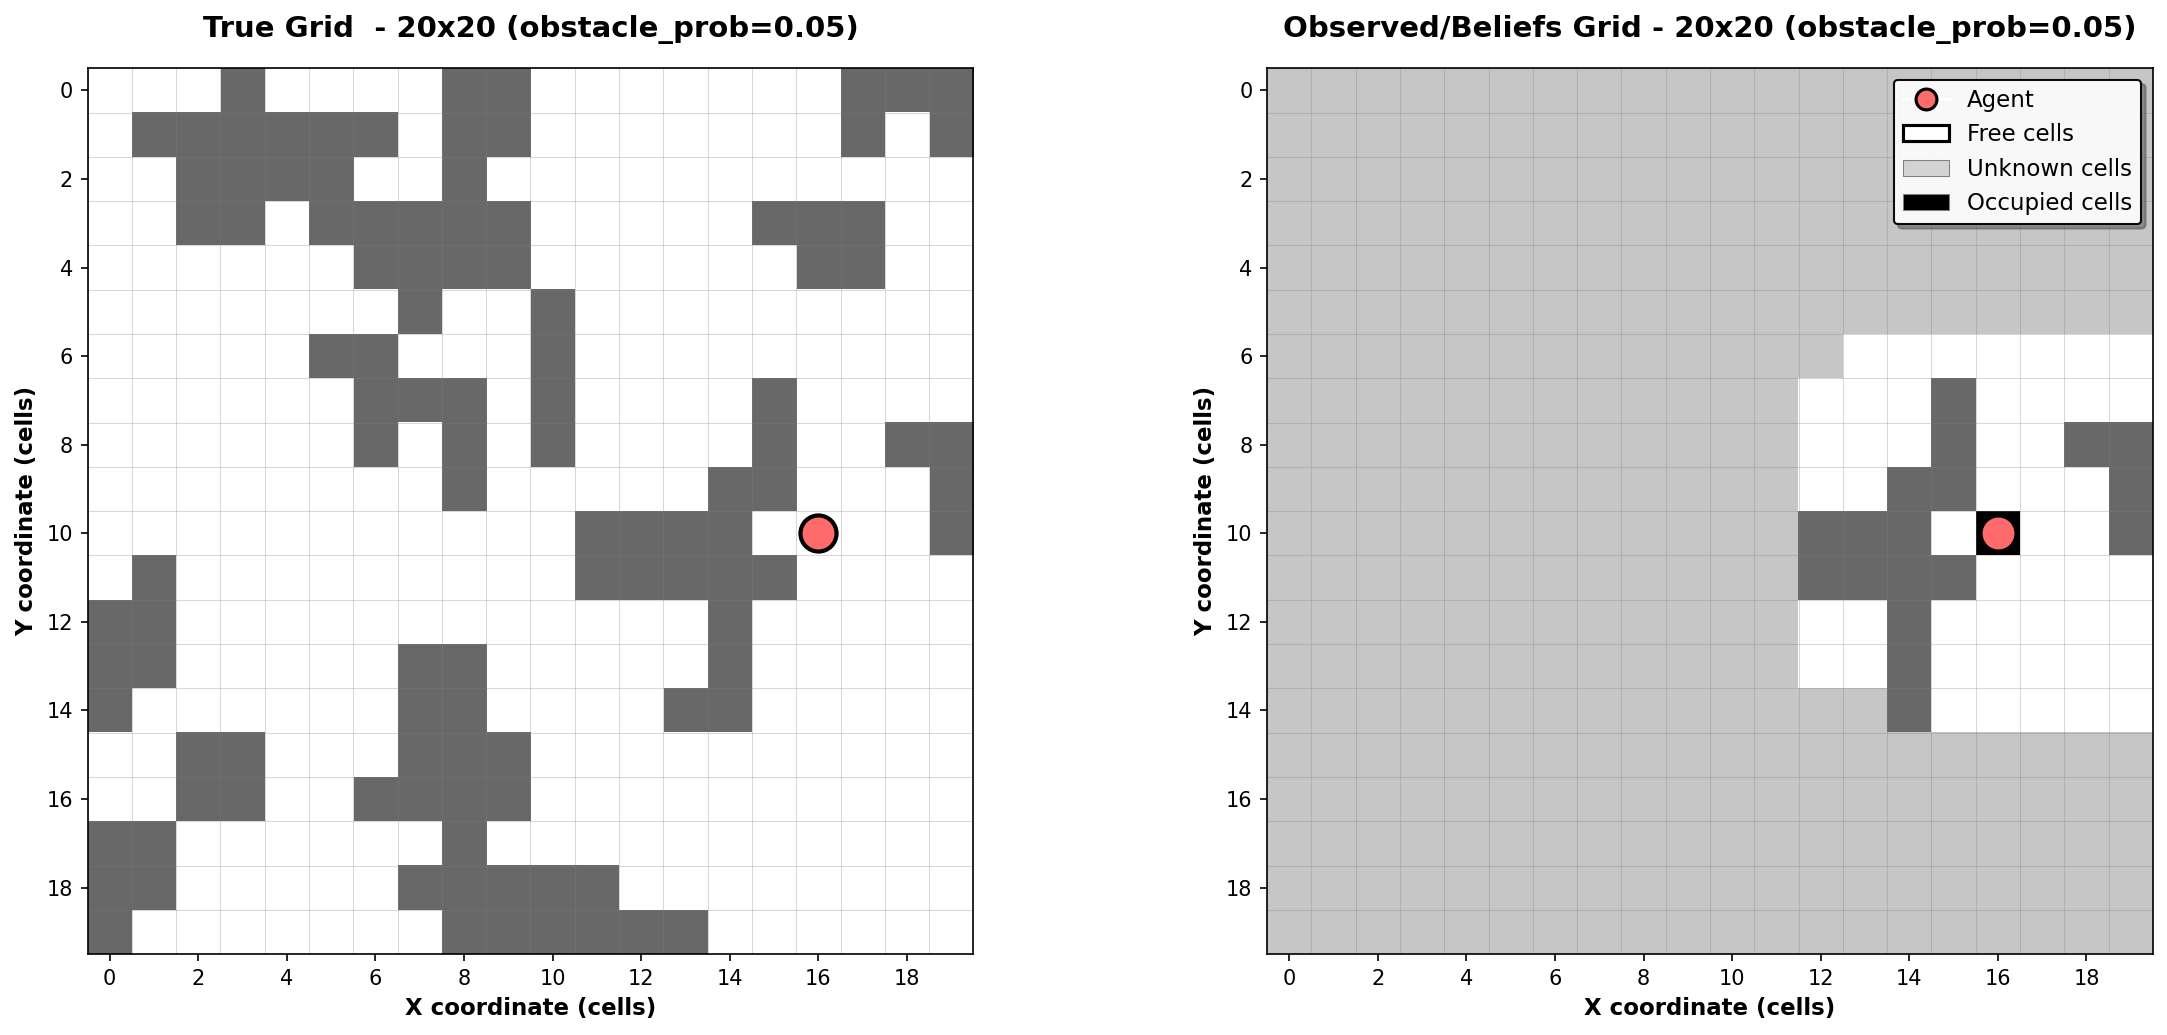 True Grid  - 20x20 (obstacle_prob=0.05)
0
2
4
6
8
10
12
14
16
18
Y coordinate (cells)
0 2 4 6 8 10 12 14 16 18
X coordinate (cells)
Observed/Beliefs Grid - 20x20 (obstacle_prob=0.05)
Agent
Free cells
Unknown cells
Occupied cells
0
2
4
6
8
10
12
14
16
18
Y coordinate (cells)
0 2 4 6 8 10 12 14 16 18
X coordinate (cells)